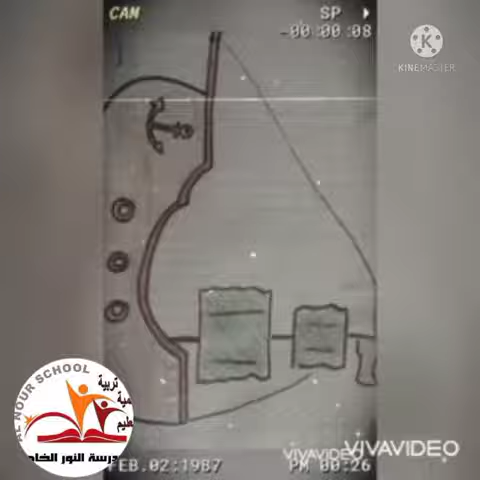 CAM
SP
-00:00:08
KINEMASTER
AL NOUR SCHOOL
تربية
تعليم
مدرسة النور الخاصة
VIVAVIDEO
VIVAVIDEO
FEB.02:1987
PM 00:26